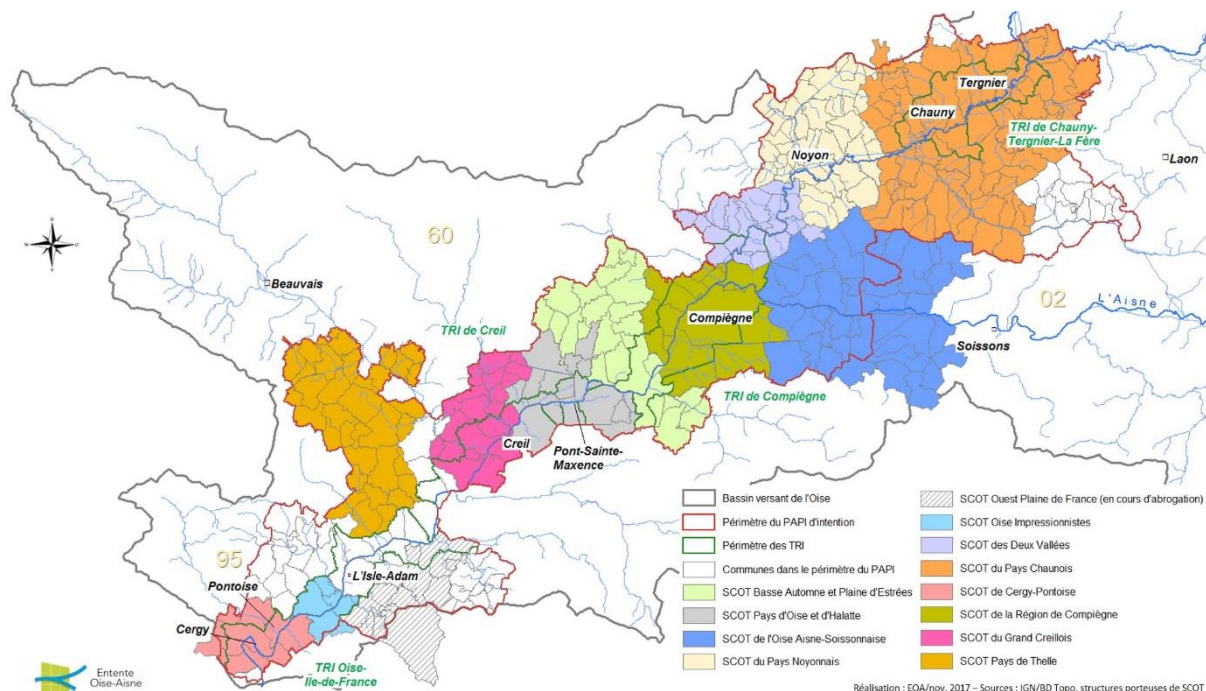 Tergnier
Chauny
TRI de Chauny-
Tergnier-La Fère
Noyon
Laon
60
Beauvais
02
L'Aisne
Compiègne
TRI de Creil
Soissons
TRI de Compiègne
Creil
Pont-Sainte-
Maxence
95
L'Isle-Adam
Pontoise
Cergy
TRI Oise-
Ile-de-France
Bassin versant de l'Oise
Périmètre du PAPI d'intention
Périmètre des TRI
Communes dans le périmètre du PAPI
SCOT Basse Automne et Plaine d'Estrées
SCOT Pays d'Oise et d'Halatte
SCOT de l'Oise Aisne-Soissonnaise
SCOT du Pays Noyonnais
SCOT Ouest Plaine de France (en cours d'abrogation)
SCOT Oise Impressionnistes
SCOT des Deux Vallées
SCOT du Pays Chaunois
SCOT de Cergy-Pontoise
SCOT de la Région de Compiègne
SCOT du Grand Creillois
SCOT Pays de Thelle
Entente
Oise-Aisne
Réalisation : EOA/nov. 2017 – Sources : IGN/BD Topo, structures porteuses de SCOT